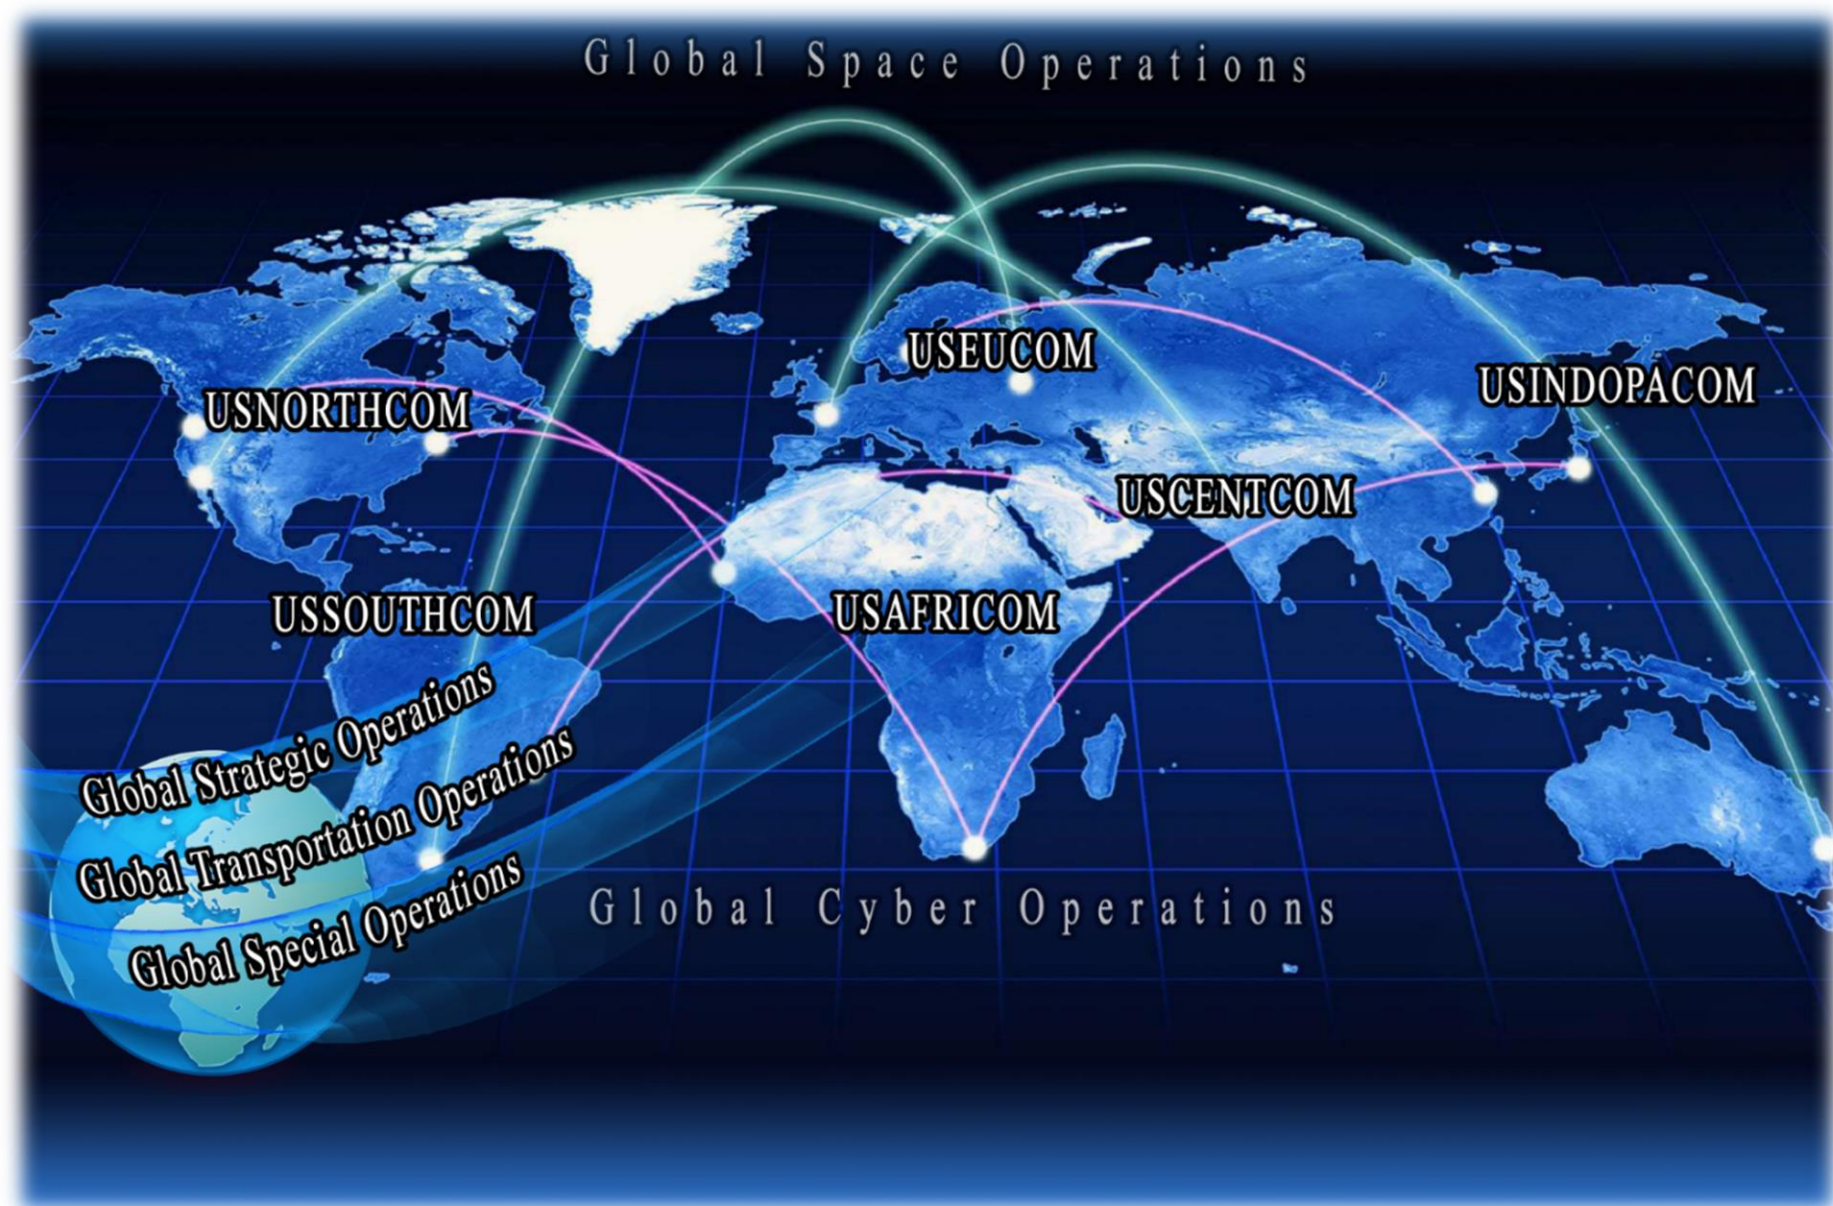 Global Space Operations
USEUCOM
USINDOPACOM
USNORTHCOM
USCENTCOM
USSOUTHCOM
USAFRICOM
Global Strategic Operations
Global Transportation Operations
Global Special Operations
Global Cyber Operations